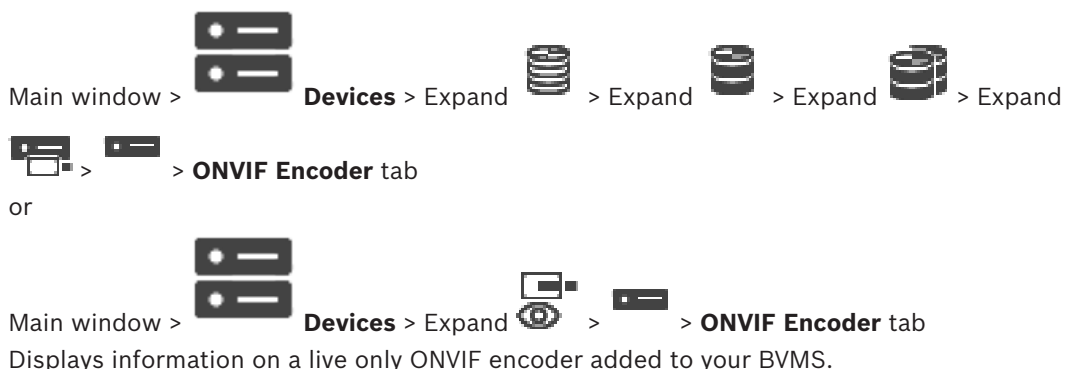 Main window > Devices > Expand > Expand > Expand > Expand
> > ONVIF Encoder tab
or
Main window > Devices > Expand > > ONVIF Encoder tab
Displays information on a live only ONVIF encoder added to your BVMS.